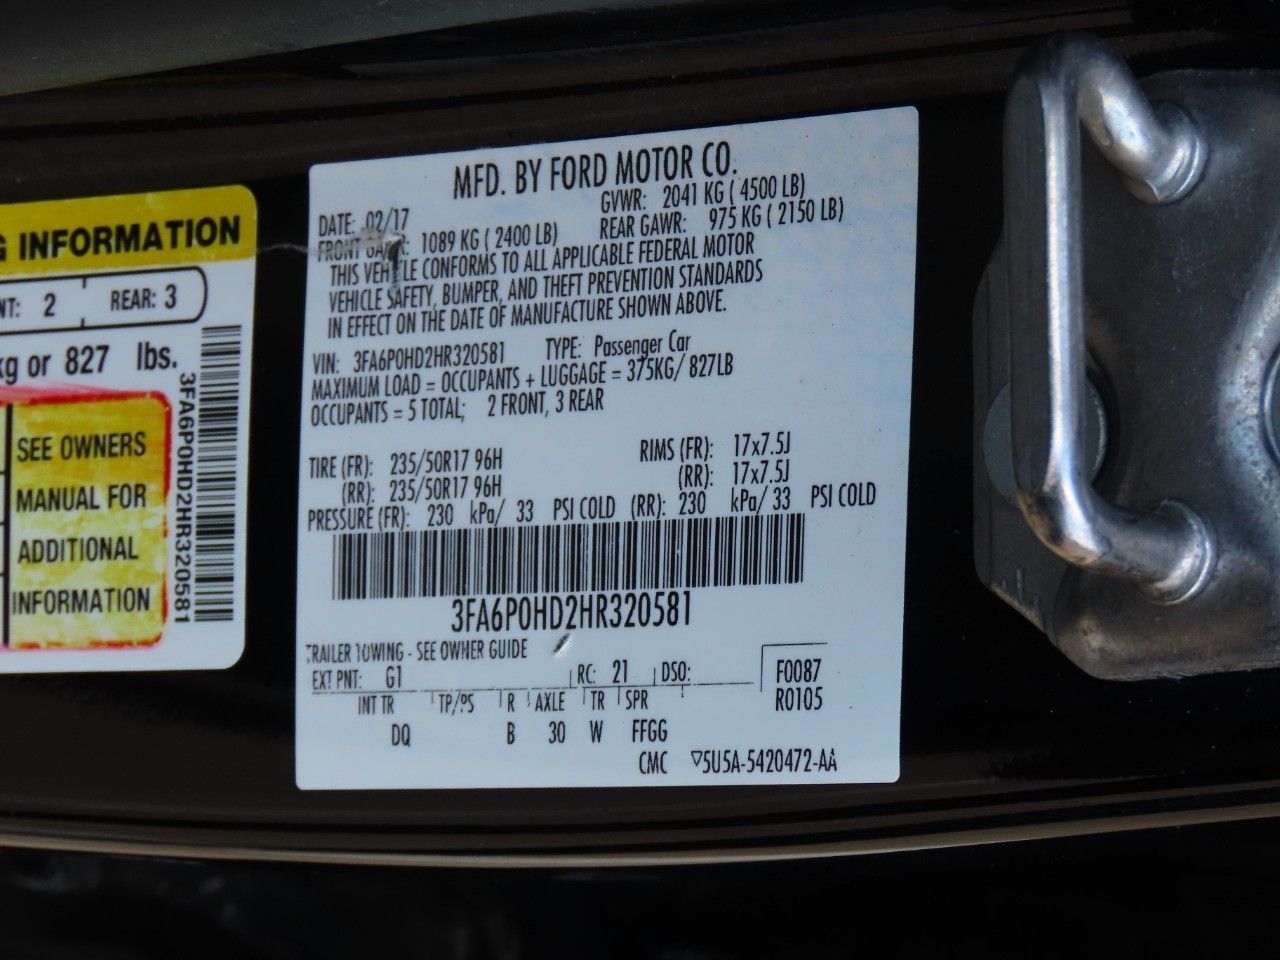 G INFORMATION
NT: 2 REAR: 3
kg or 827 lbs.
SEE OWNERS
MANUAL FOR
ADDITIONAL
INFORMATION
3FA6P0HD2HR320581
MFD. BY FORD MOTOR CO.
DATE: 02/17 GVWR: 2041 KG ( 4500 LB)
FRONT GAWR: 1089 KG ( 2400 LB) REAR GAWR: 975 KG ( 2150 LB)
THIS VEHICLE CONFORMS TO ALL APPLICABLE FEDERAL MOTOR
VEHICLE SAFETY, BUMPER, AND THEFT PREVENTION STANDARDS
IN EFFECT ON THE DATE OF MANUFACTURE SHOWN ABOVE.
VIN: 3FA6P0HD2HR320581 TYPE: Passenger Car
MAXIMUM LOAD = OCCUPANTS + LUGGAGE = 375KG/ 827LB
OCCUPANTS = 5 TOTAL; 2 FRONT, 3 REAR
TIRE (FR): 235/50R17 96H RIMS (FR): 17x7.5J
(RR): 235/50R17 96H (RR): 17x7.5J
PRESSURE (FR): 230 kPa/ 33 PSI COLD (RR): 230 kPa/ 33 PSI COLD
3FA6P0HD2HR320581
TRAILER TOWING - SEE OWNER GUIDE
EXT PNT: G1 RC: 21 DSO: F0087
INT TR TP/PS R AXLE TR SPR R0105
DQ B 30 W FFGG
CMC ▽5U5A-5420472-AA